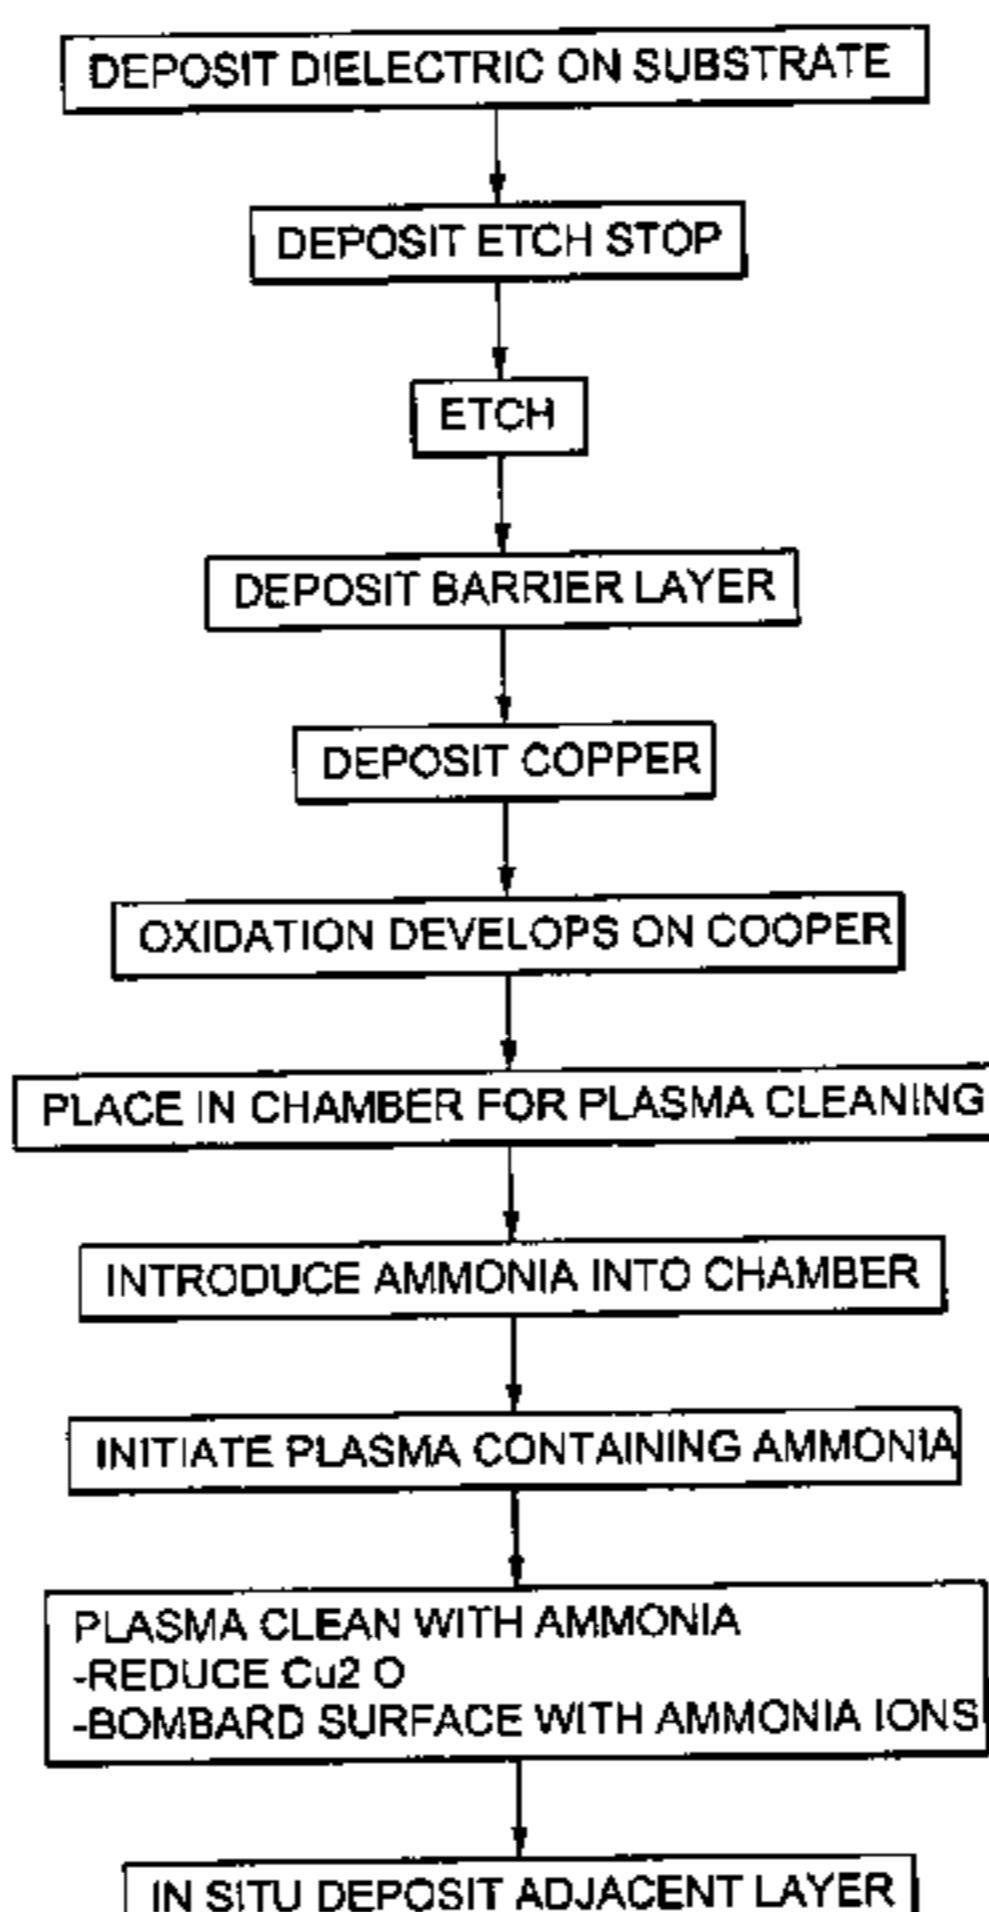 DEPOSIT DIELECTRIC ON SUBSTRATE
DEPOSIT ETCH STOP
ETCH
DEPOSIT BARRIER LAYER
DEPOSIT COPPER
OXIDATION DEVELOPS ON COOPER
PLACE IN CHAMBER FOR PLASMA CLEANING
INTRODUCE AMMONIA INTO CHAMBER
INITIATE PLASMA CONTAINING AMMONIA
PLASMA CLEAN WITH AMMONIA
-REDUCE Cu2 O
-BOMBARD SURFACE WITH AMMONIA IONS
IN SITU DEPOSIT ADJACENT LAYER